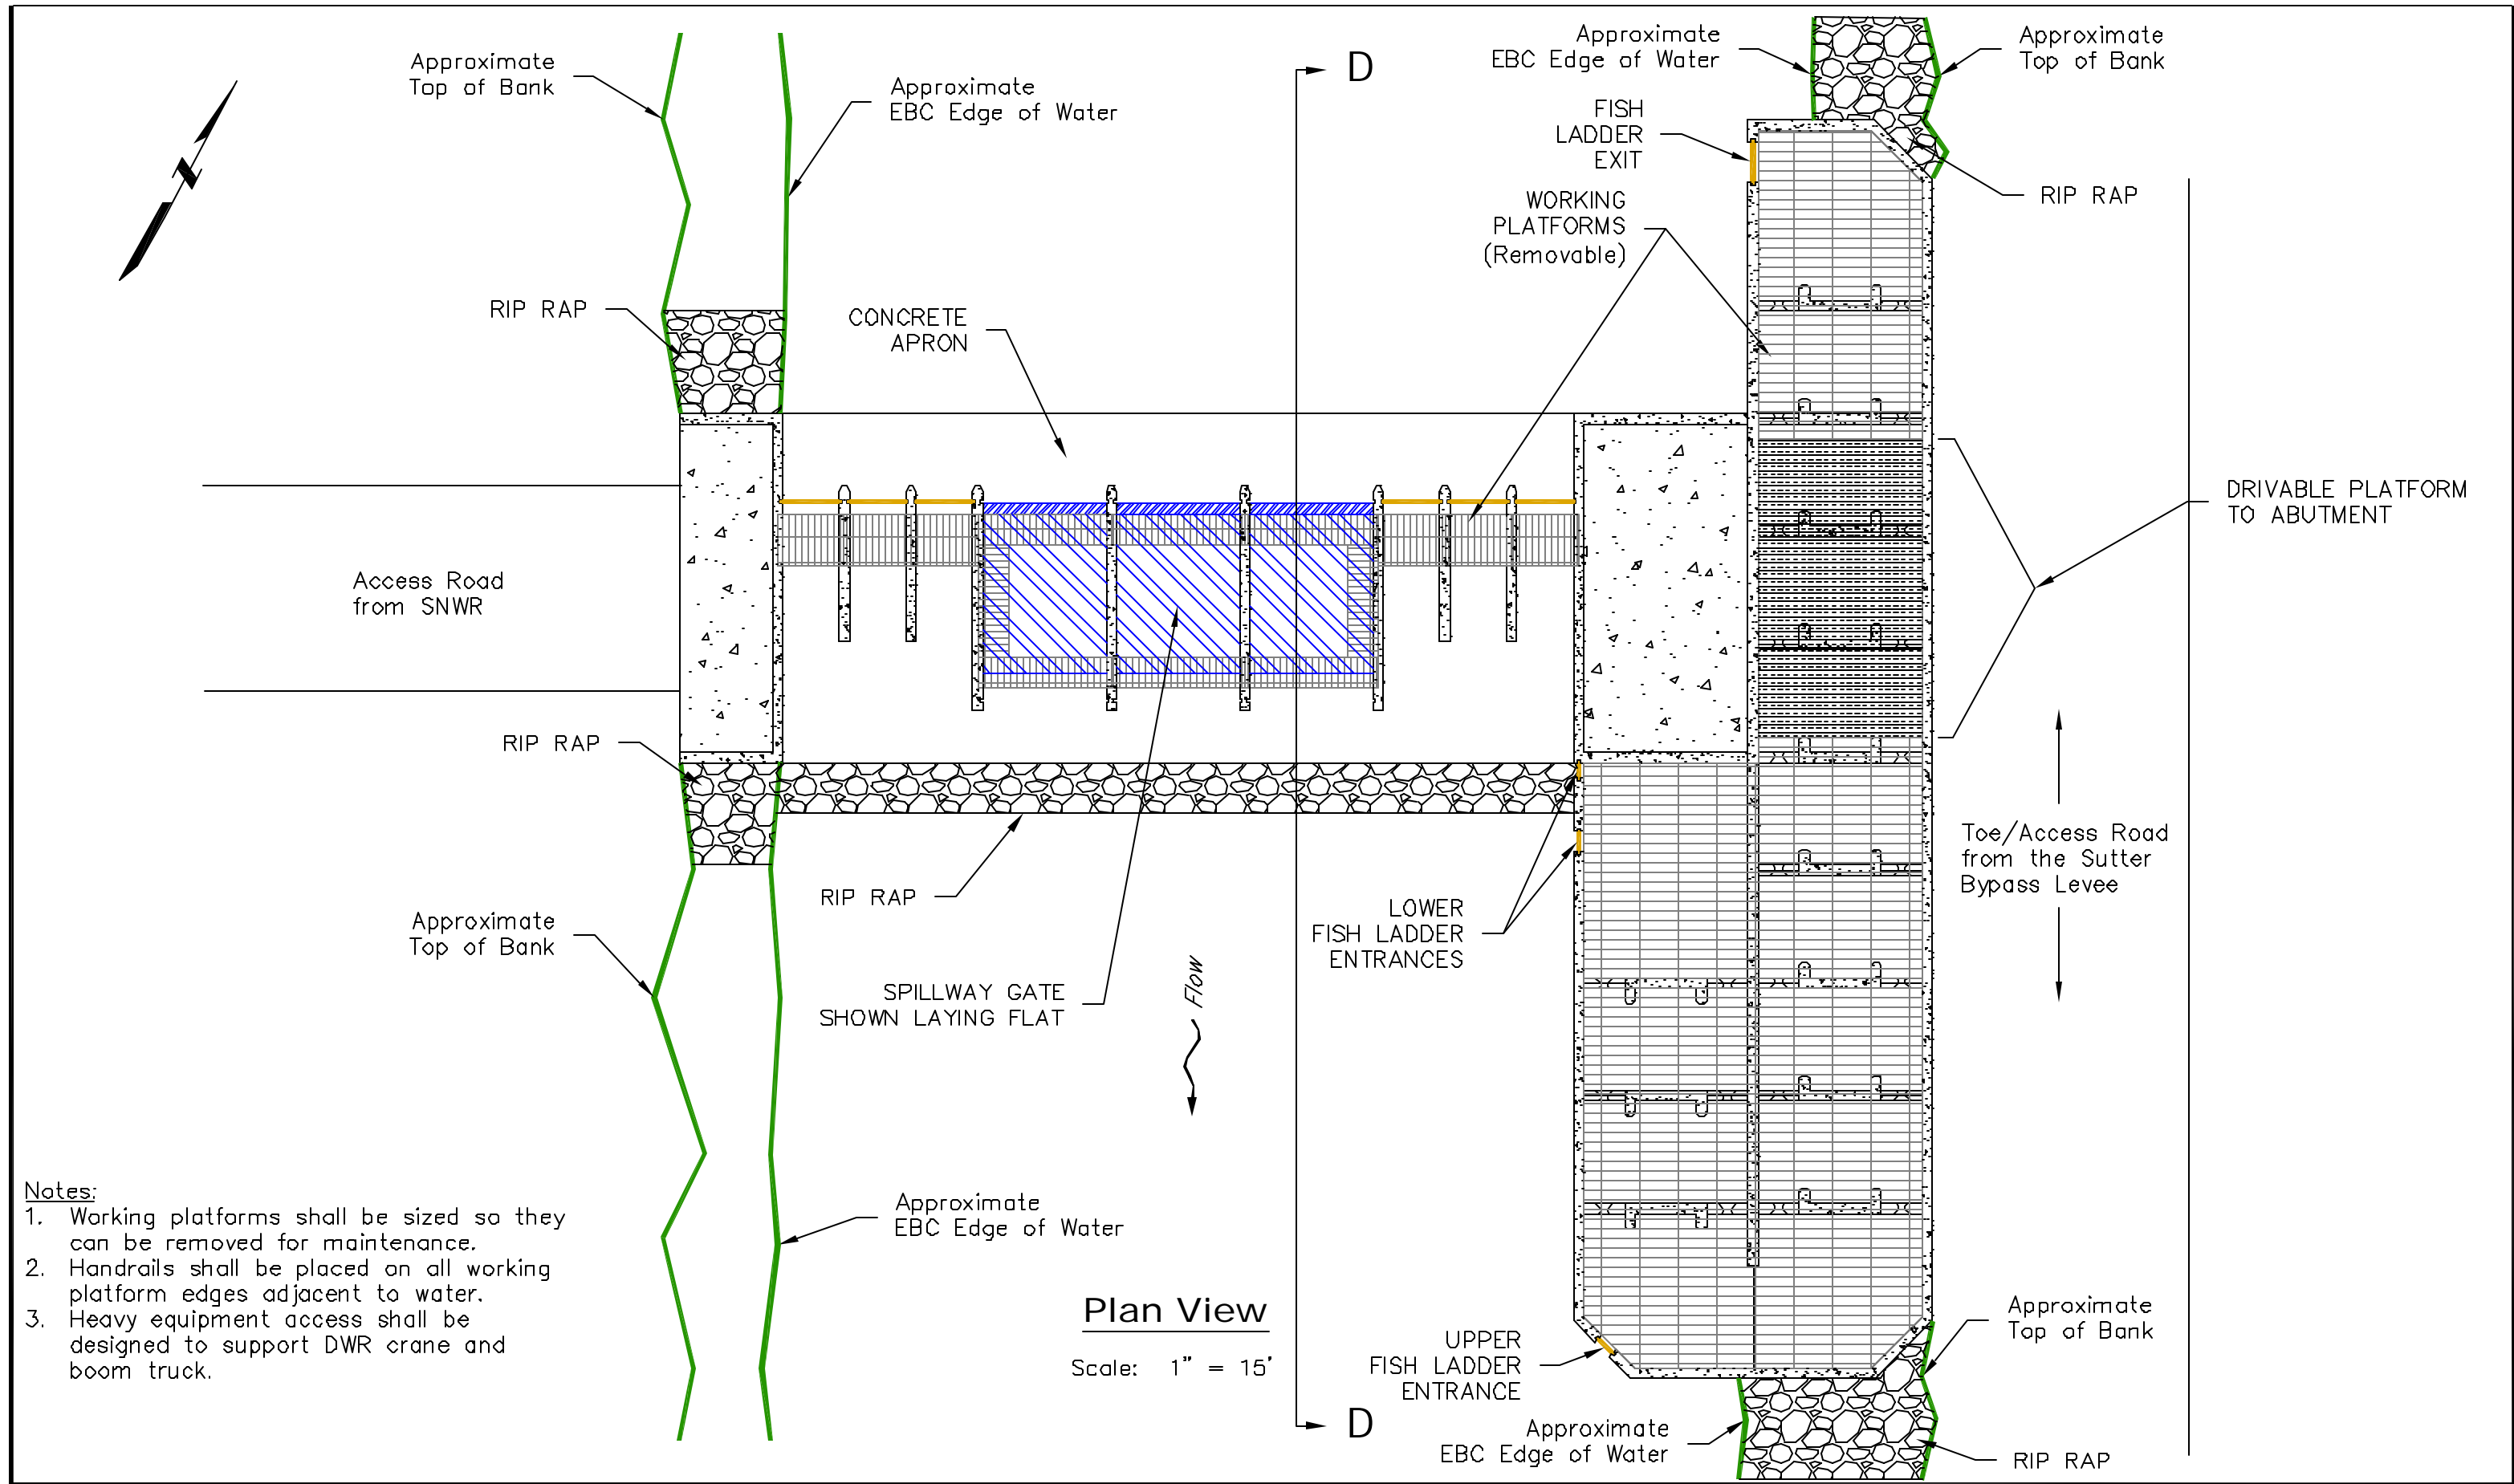 Approximate
Top of Bank
Approximate
EBC Edge of Water
D
Approximate
EBC Edge of Water
Approximate
Top of Bank
FISH
LADDER
EXIT
RIP RAP
WORKING
PLATFORMS
(Removable)
RIP RAP
CONCRETE
APRON
DRIVABLE PLATFORM
TO ABUTMENT
Access Road
from SNWR
RIP RAP
Toe/Access Road
from the Sutter
Bypass Levee
RIP RAP
LOWER
FISH LADDER
ENTRANCES
Approximate
Top of Bank
SPILLWAY GATE
SHOWN LAYING FLAT
Flow
Approximate
EBC Edge of Water
Notes:
1. Working platforms shall be sized so they
can be removed for maintenance.
2. Handrails shall be placed on all working
platform edges adjacent to water.
3. Heavy equipment access shall be
designed to support DWR crane and
boom truck.
Plan View
Scale: 1" = 15'
UPPER
FISH LADDER
ENTRANCE
Approximate
Top of Bank
D
Approximate
EBC Edge of Water
RIP RAP